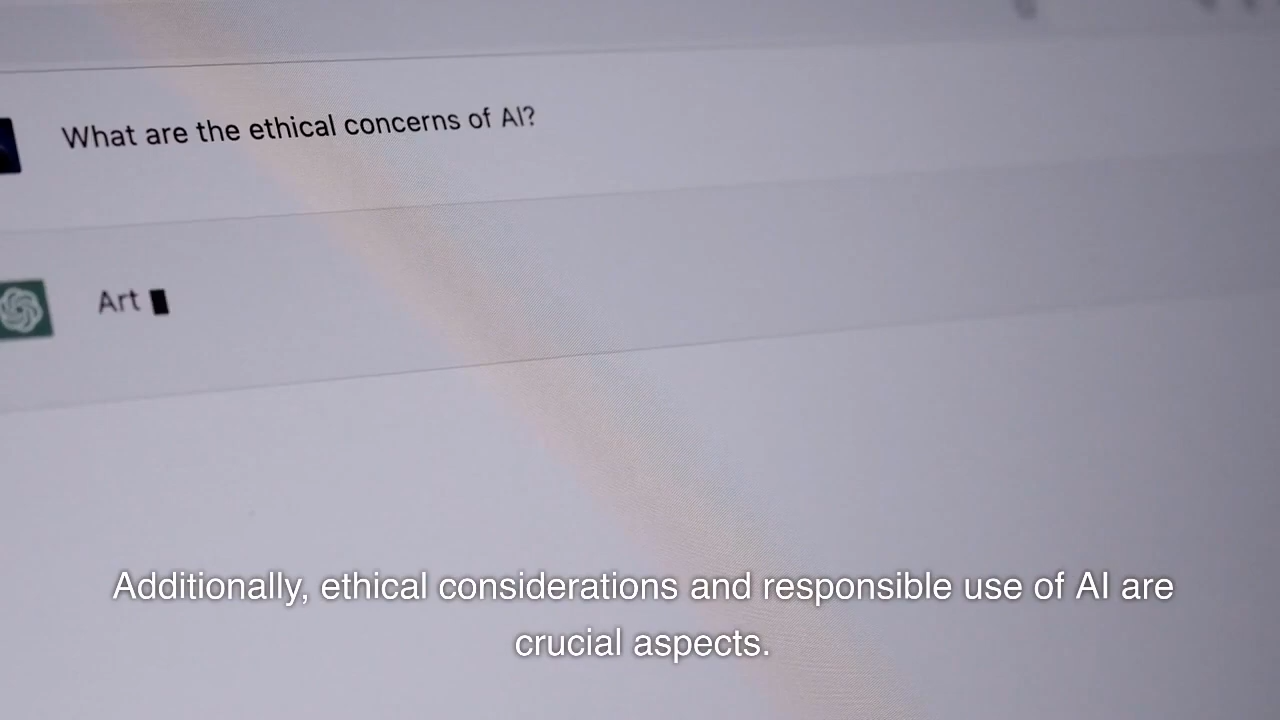 What are the ethical concerns of AI?
Art
Additionally, ethical considerations and responsible use of AI are
crucial aspects.